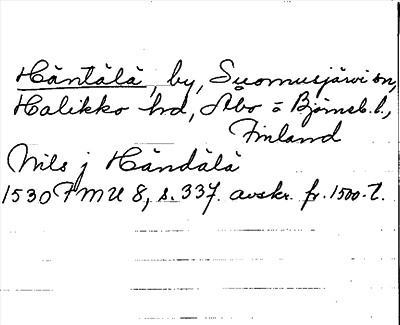 Häntälä, by, Suomusjärvi sn,
Halikko hd, Åbo o Björneb. l.,
Finland
Nils j Händälä
1530 FMU 8, s. 337. avskr. fr. 1500-t.